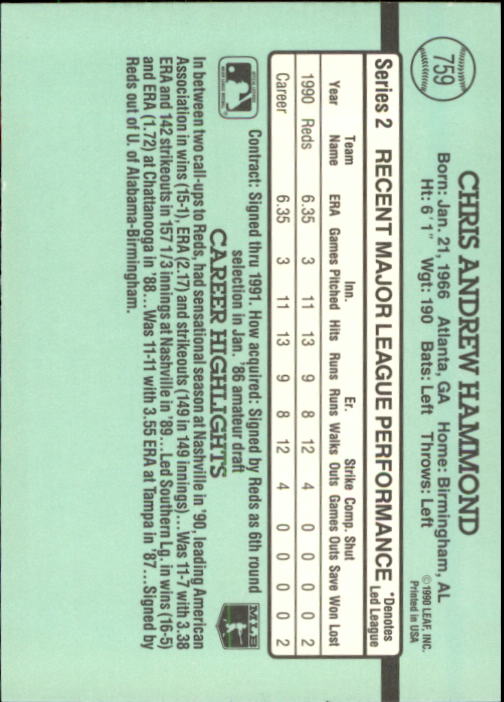 759
CHRIS ANDREW HAMMOND
Born: Jan. 21, 1966 Atlanta, GA Home: Birmingham, AL
Ht: 6'1" Wgt: 190 Bats: Left Throws: Left
©1990 LEAF, INC.
Printed in USA
Series 2 RECENT MAJOR LEAGUE PERFORMANCE *Denotes Led League
Team Inn. Er. Strike Comp. Shut
Year Name ERA Games Pitched Hits Runs Runs Walks Outs Games Outs Save Won Lost
1990 Reds 6.35 3 11 13 9 8 12 4 0 0 0 0 2
Career 6.35 3 11 13 9 8 12 4 0 0 0 0 2
Contract: Signed thru 1991. How acquired: Signed by Reds as 6th round
selection in Jan. '86 amateur draft
MLB
CAREER HIGHLIGHTS
In between two call-ups to Reds, had sensational season at Nashville in '90, leading American
Association in wins (15-1), ERA (2.17) and strikeouts (149 in 149 innings)...Was 11-7 with 3.38
ERA and 142 strikeouts in 157 1/3 innings at Nashville in '89...Led Southern Lg. in wins (16-5)
and ERA (1.72) at Chattanooga in '88...Was 11-11 with 3.55 ERA at Tampa in '87...Signed by
Reds out of U. of Alabama-Birmingham.